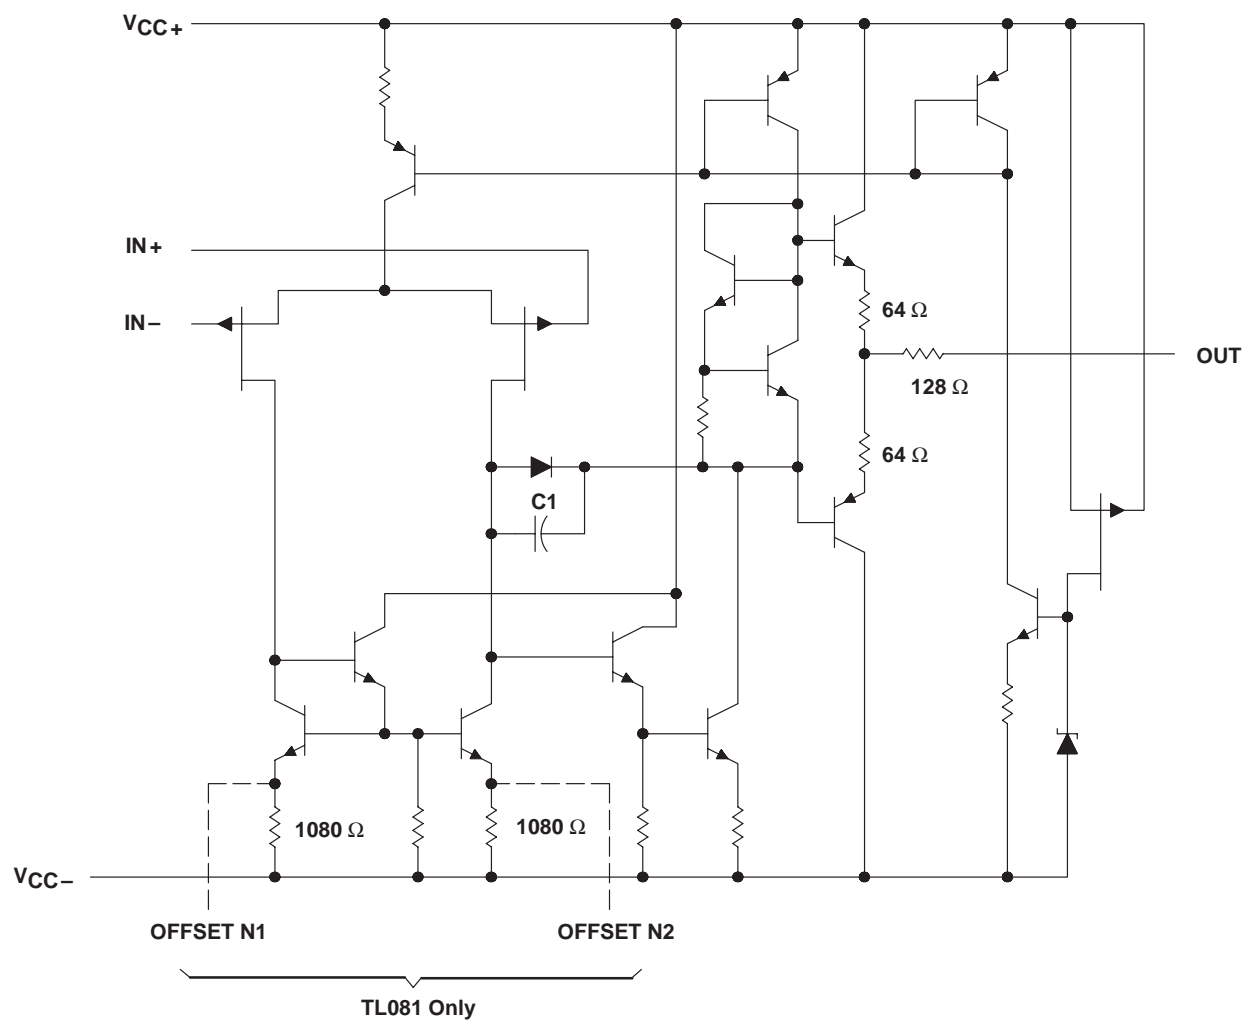 VCC+
IN+
IN−
64 Ω
OUT
128 Ω
64 Ω
C1
1080 Ω
1080 Ω
VCC−
OFFSET N1
OFFSET N2
TL081 Only